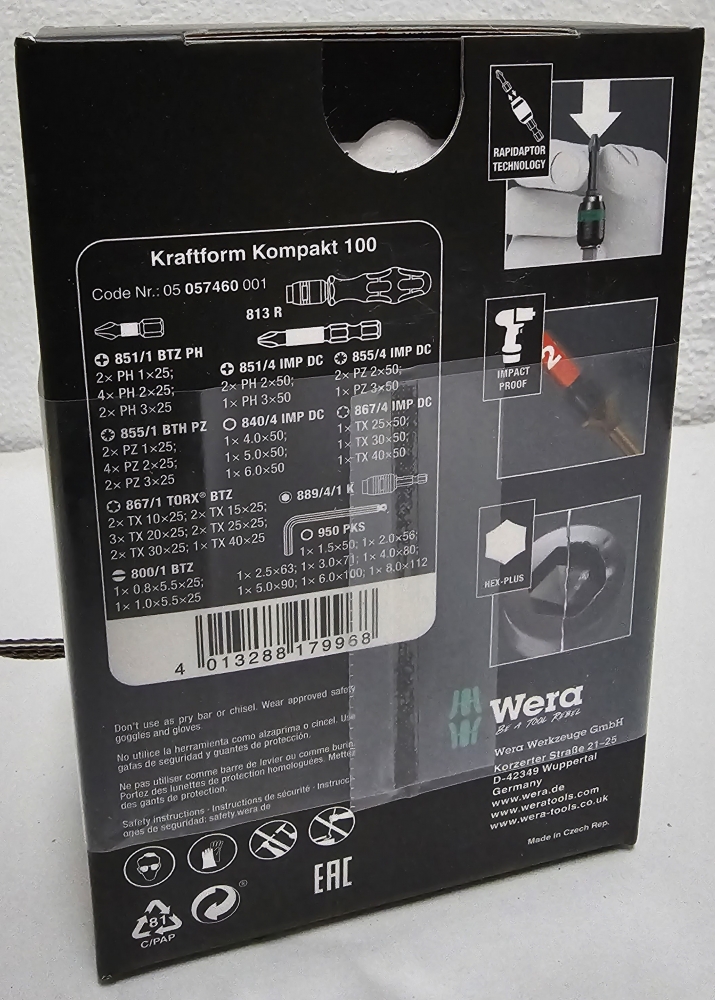 Kraftform Kompakt 100
Code Nr.: 05 057460 001
813 R
851/1 BTZ PH
2× PH 1×25;
4× PH 2×25;
2× PH 3×25
851/4 IMP DC
2× PH 2×50;
1× PH 3×50
855/4 IMP DC
2× PZ 2×50;
1× PZ 3×50
855/1 BTH PZ
2× PZ 1×25;
4× PZ 2×25;
2× PZ 3×25
840/4 IMP DC
1× 4.0×50;
1× 5.0×50;
1× 6.0×50
867/4 IMP DC
1× TX 25×50;
1× TX 30×50;
1× TX 40×50
867/1 TORX® BTZ
2× TX 10×25; 2× TX 15×25;
3× TX 20×25; 2× TX 25×25;
2× TX 30×25; 1× TX 40×25
889/4/1 K
800/1 BTZ
1× 0.8×5.5×25;
1× 1.0×5.5×25
950 PKS
1× 1.5×50; 1× 2.0×56;
1× 2.5×63; 1× 3.0×71; 1× 4.0×80;
1× 5.0×90; 1× 6.0×100; 1× 8.0×112
4 013288 179968
RAPIDAPTOR
TECHNOLOGY
IMPACT
PROOF
2
HEX-PLUS
Don't use as pry bar or chisel. Wear approved safety
goggles and gloves.
No utilice la herramienta como alzaprima o cincel. Use
gafas de seguridad y guantes de protección.
Ne pas utiliser comme barre de levier ou comme burin.
Portez des lunettes de protection homologuées. Mettez
des gants de protection.
Safety instructions · Instructions de sécurité · Instrucc
ones de seguridad: safety.wera.de
Wera
BE A TOOL REBEL
Wera Werkzeuge GmbH
Korzerter Straße 21–25
D-42349 Wuppertal
Germany
www.wera.de
www.weratools.com
www.wera-tools.co.uk
Made in Czech Rep.
EAC
81
C/PAP